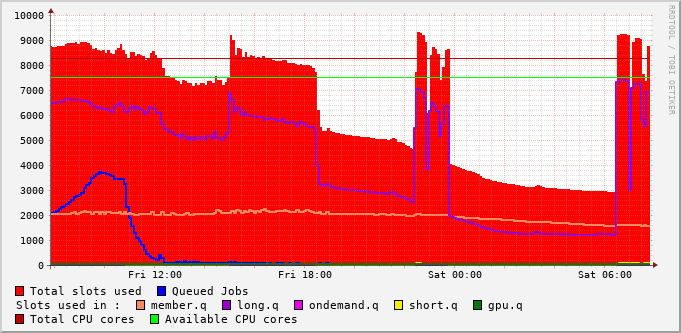 10000
9000
8000
7000
6000
5000
4000
3000
2000
1000
0
Fri 12:00 Fri 18:00 Sat 00:00 Sat 06:00
RRDTOOL / TOBI OETIKER
Total slots used Queued Jobs
Slots used in : member.q long.q ondemand.q short.q gpu.q
Total CPU cores Available CPU cores